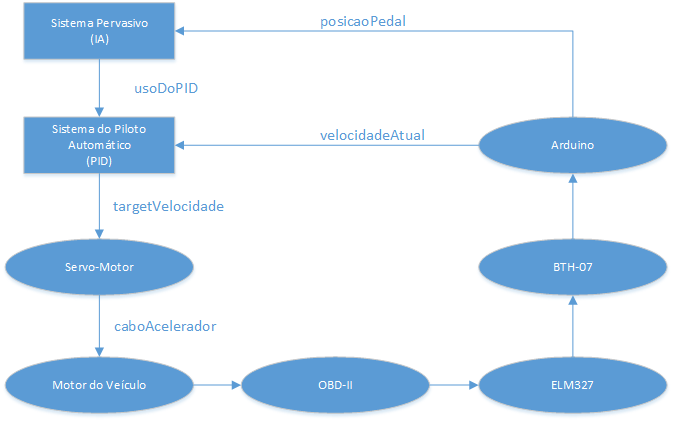 Sistema Pervasivo
(IA)
posicaoPedal
usoDoPID
Sistema do Piloto
Automático
(PID)
velocidadeAtual
Arduino
targetVelocidade
Servo-Motor
BTH-07
caboAcelerador
Motor do Veículo
OBD-II
ELM327